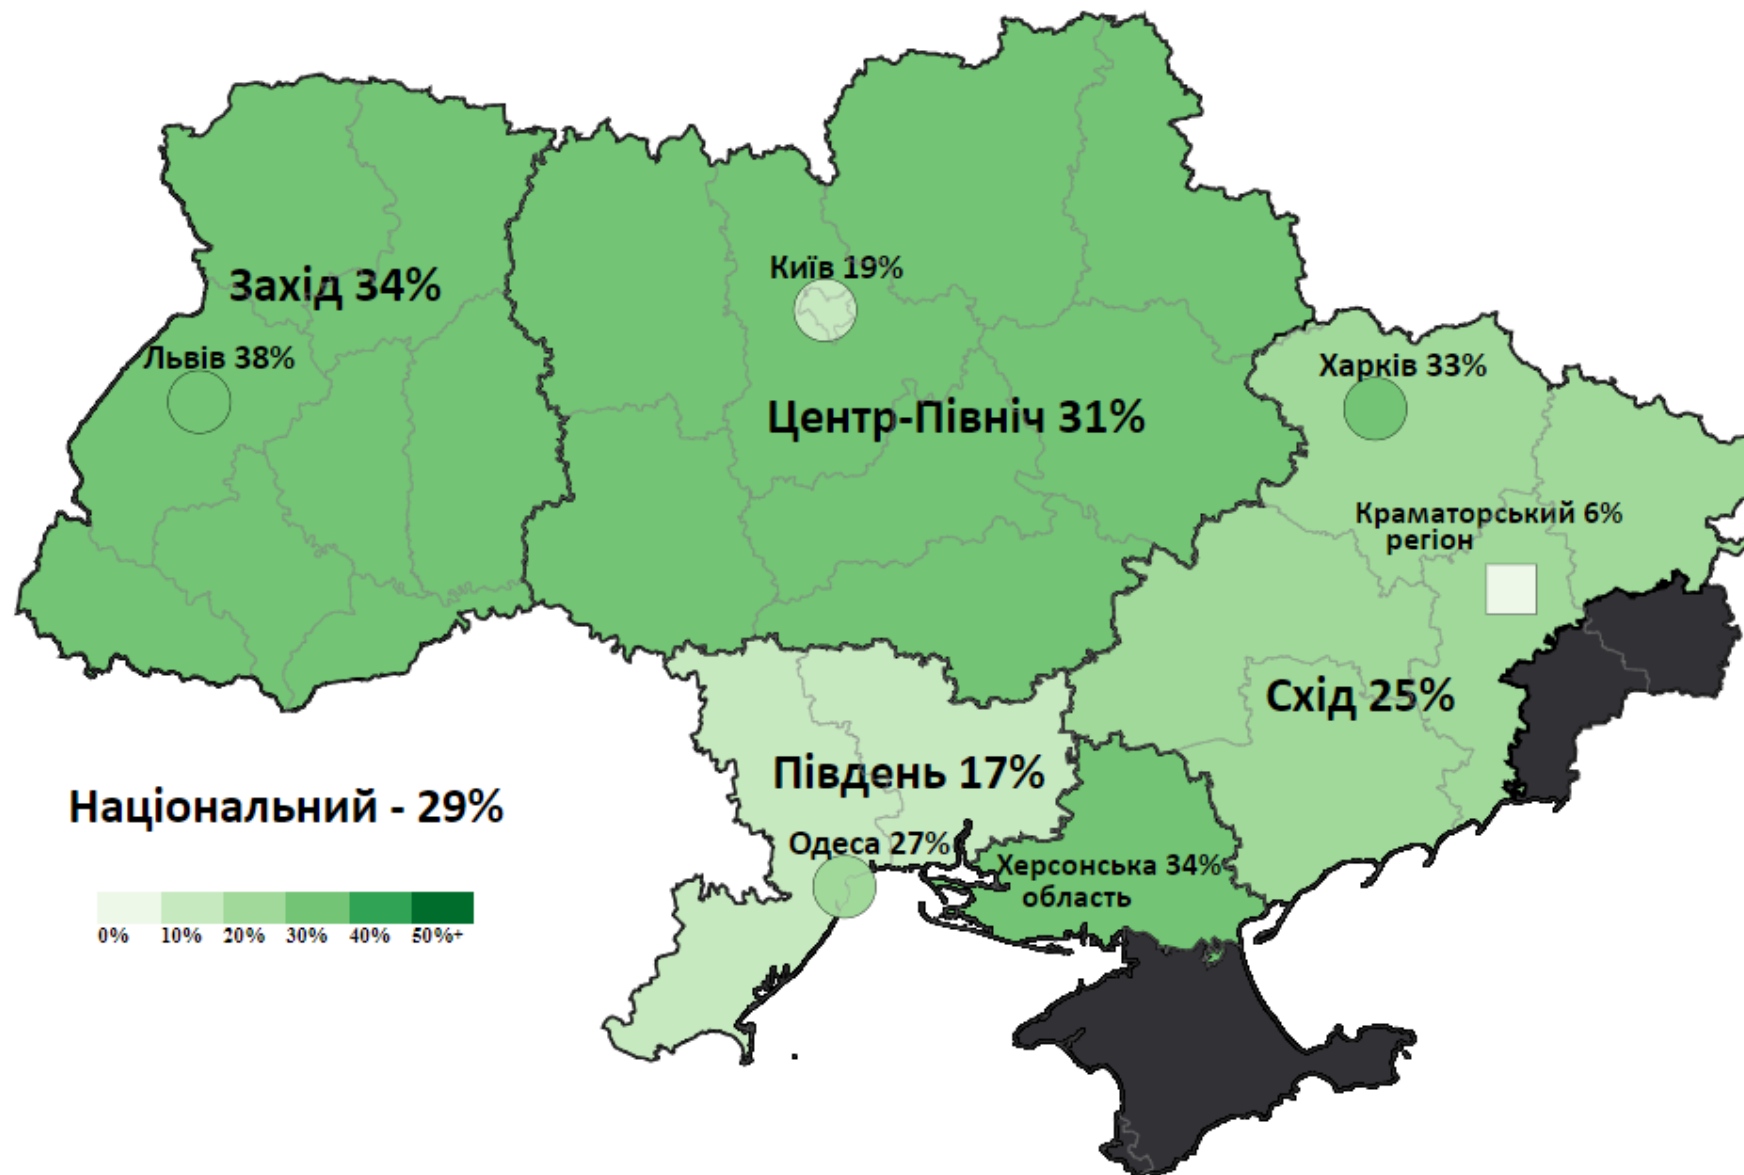 Київ 19%
Захід 34%
Львів 38%
Харків 33%
Центр-Північ 31%
Краматорський 6%
регіон
Схід 25%
Південь 17%
Національний - 29%
Одеса 27%
Херсонська 34%
область
0% 10% 20% 30% 40% 50%+